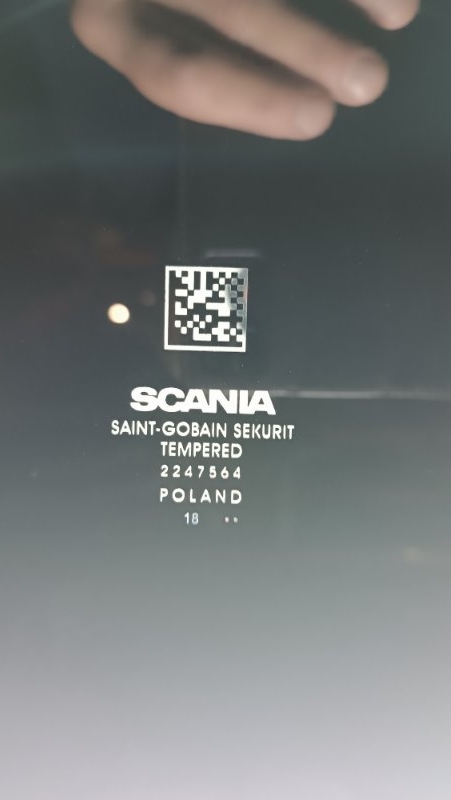 SCANIA
SAINT-GOBAIN SEKURIT
TEMPERED
2247564
POLAND
18 ..